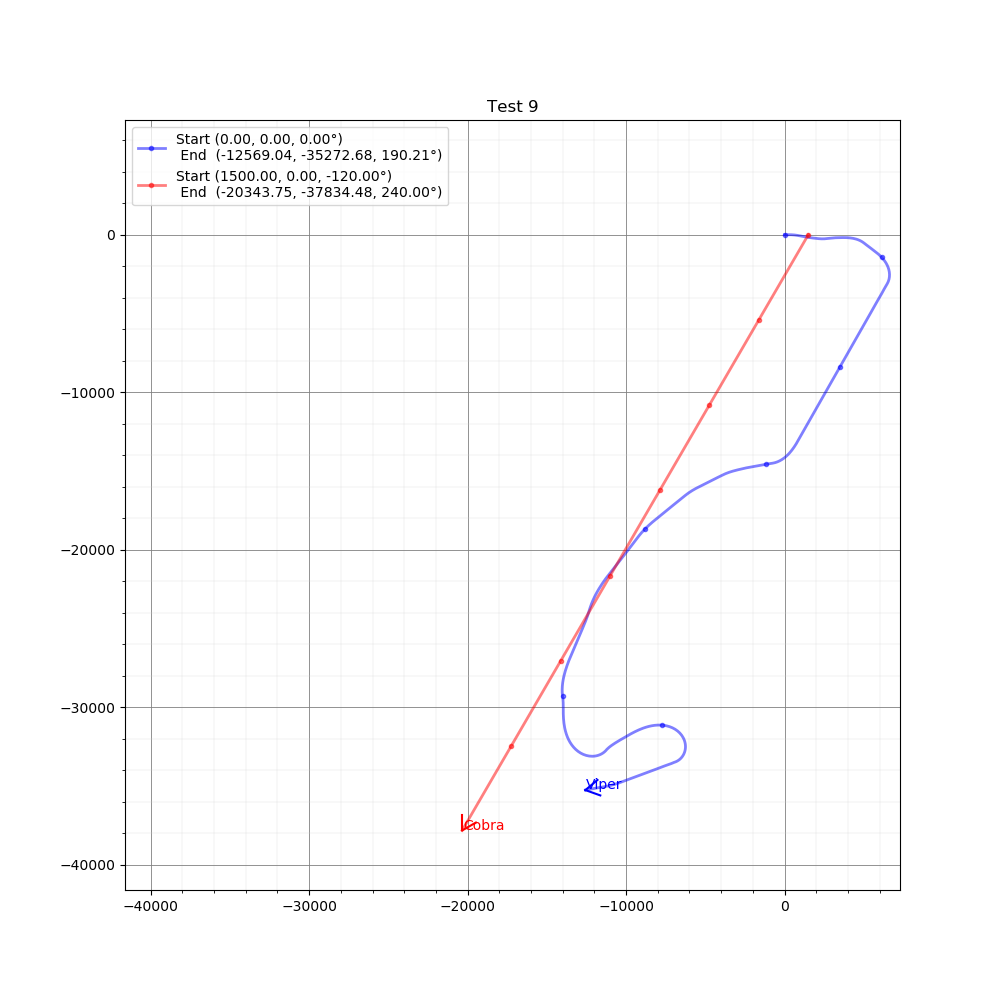 Test 9
Start (0.00, 0.00, 0.00°)
End  (-12569.04, -35272.68, 190.21°)
Start (1500.00, 0.00, -120.00°)
End  (-20343.75, -37834.48, 240.00°)
0
−10000
−20000
−30000
−40000
Viper
Cobra
−40000 −30000 −20000 −10000 0